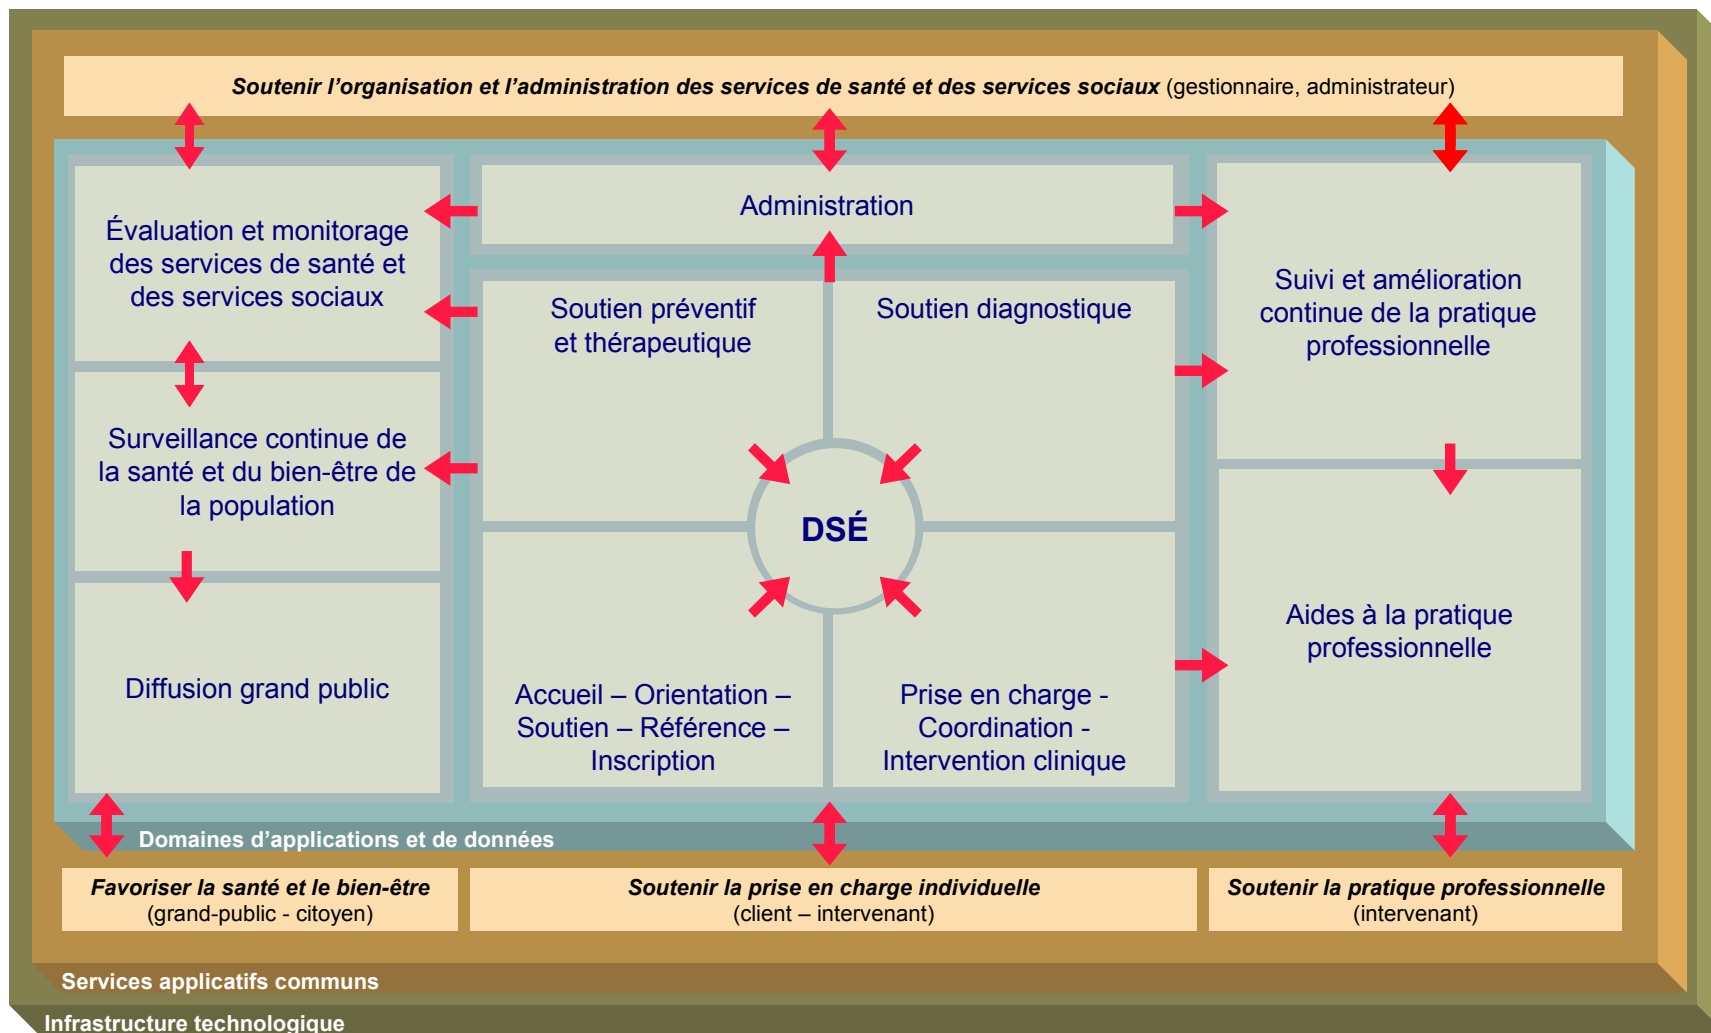 Soutenir l’organisation et l’administration des services de santé et des services sociaux (gestionnaire, administrateur)
Évaluation et monitorage
des services de santé et
des services sociaux
Administration
Suivi et amélioration
continue de la pratique
professionnelle
Soutien préventif
et thérapeutique
Soutien diagnostique
Surveillance continue de
la santé et du bien-être de
la population
DSÉ
Aides à la pratique
professionnelle
Diffusion grand public
Accueil – Orientation –
Soutien – Référence –
Inscription
Prise en charge -
Coordination -
Intervention clinique
Domaines d’applications et de données
Favoriser la santé et le bien-être
(grand-public - citoyen)
Soutenir la prise en charge individuelle
(client – intervenant)
Soutenir la pratique professionnelle
(intervenant)
Services applicatifs communs
Infrastructure technologique